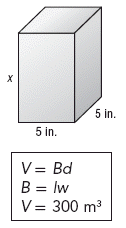 x
5 in.
5 in.
V = Bd
B = lw
V = 300 m³